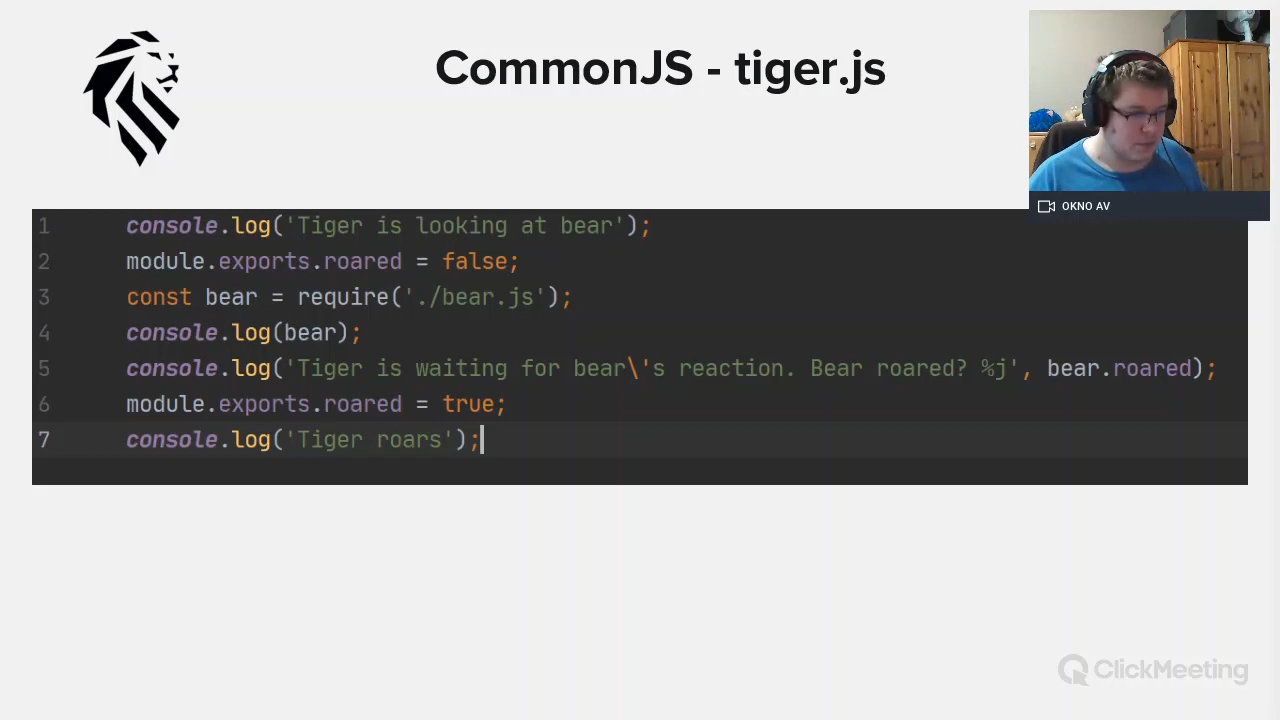 CommonJS - tiger.js
OKNO AV
1 console.log('Tiger is looking at bear');
2 module.exports.roared = false;
3 const bear = require('./bear.js');
4 console.log(bear);
5 console.log('Tiger is waiting for bear\'s reaction. Bear roared? %j', bear.roared);
6 module.exports.roared = true;
7 console.log('Tiger roars');
ClickMeeting